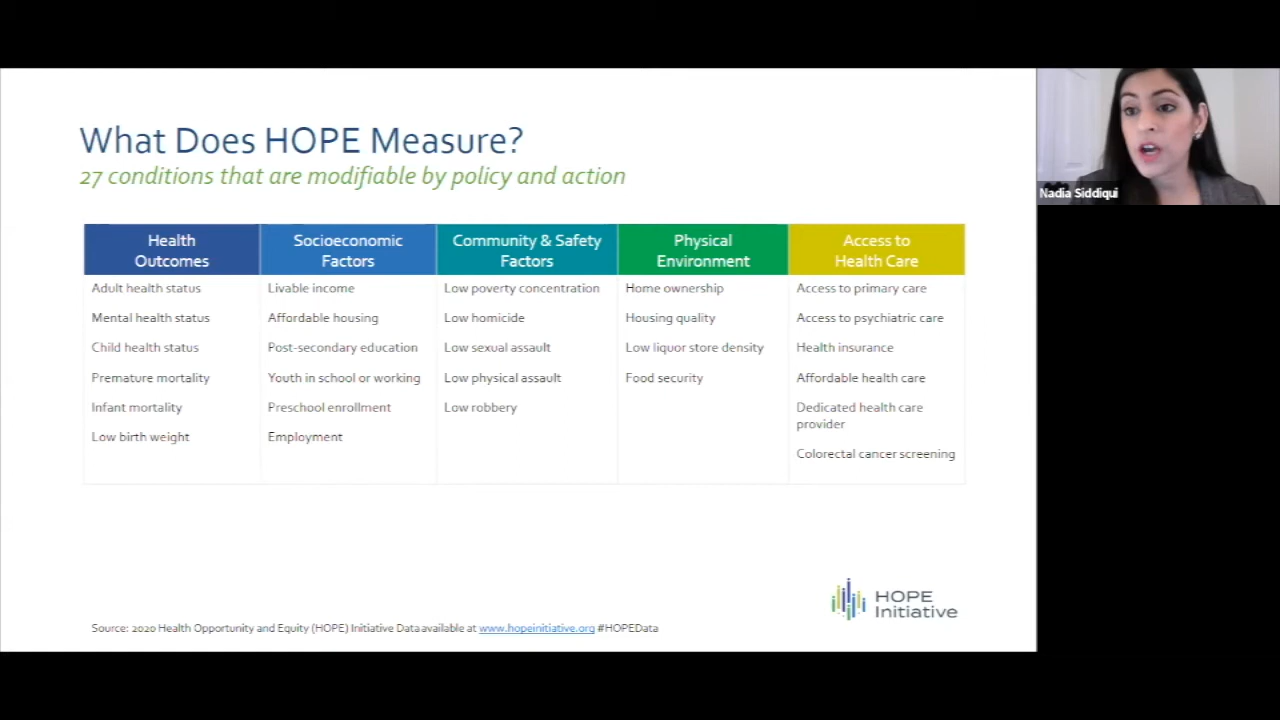 What Does HOPE Measure?
27 conditions that are modifiable by policy and action
Health
Outcomes
Adult health status
Mental health status
Child health status
Premature mortality
Infant mortality
Low birth weight
Socioeconomic
Factors
Livable income
Affordable housing
Post-secondary education
Youth in school or working
Preschool enrollment
Employment
Community & Safety
Factors
Low poverty concentration
Low homicide
Low sexual assault
Low physical assault
Low robbery
Physical
Environment
Home ownership
Housing quality
Low liquor store density
Food security
Access to
Health Care
Access to primary care
Access to psychiatric care
Health insurance
Affordable health care
Dedicated health care
provider
Colorectal cancer screening
HOPE
Initiative
Source: 2020 Health Opportunity and Equity (HOPE) Initiative Data available at www.hopeinitiative.org #HOPEData
Nadia Siddiqui